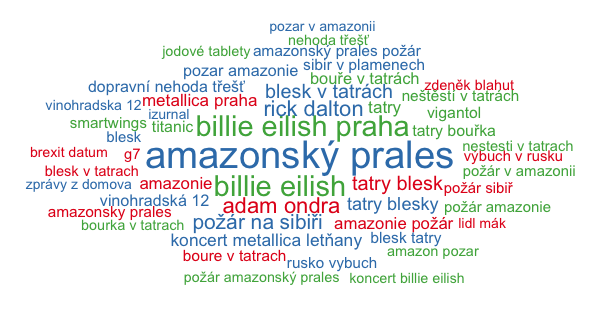 pozar v amazonii
nehoda třešť
jodové tablety amazonský prales požár
pozar amazonie sibiř v plamenech
bouře v tatrách
dopravní nehoda třešť blesk v tatrách zdeněk blahut
vinohradska 12 metallica praha rick dalton tatry neštěstí v tatrách
smartwings izurnal titanic billie eilish praha vigantol
blesk tatry bouřka
brexit datum g7 amazonský prales nestesti v tatrach
výbuch v rusku
blesk v tatrach požár v amazonii
zprávy z domova amazonie billie eilish tatry blesk požár sibiř
vinohradská 12 adam ondra tatry blesky požár amazonie
amazonsky prales
bourka v tatrach požár na sibiři amazonie požár lidl mák
koncert metallica letňany blesk tatry
boure v tatrach amazon pozar
rusko vybuch
požár amazonský prales koncert billie eilish